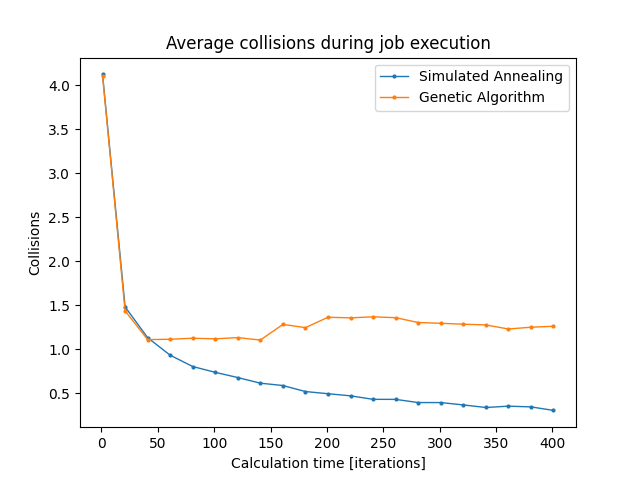 Average collisions during job execution
Simulated Annealing
Genetic Algorithm
Collisions
4.0
3.5
3.0
2.5
2.0
1.5
1.0
0.5
0 50 100 150 200 250 300 350 400
Calculation time [iterations]